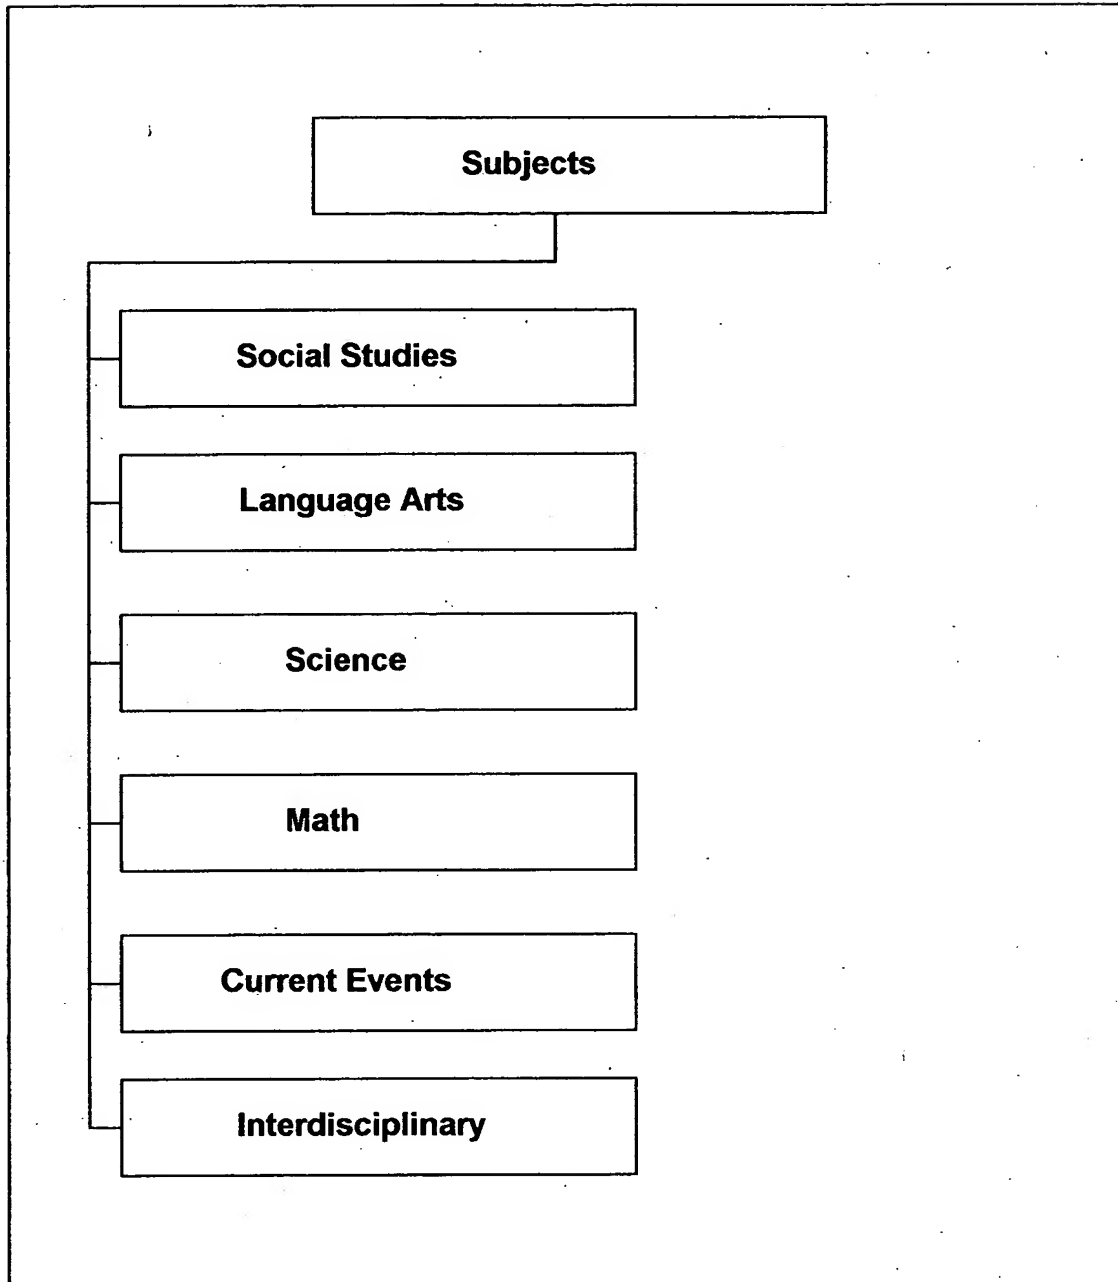 Subjects
Social Studies
Language Arts
Science
Math
Current Events
Interdisciplinary